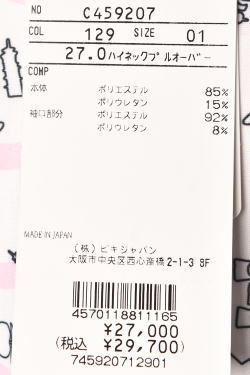 NO C459207
COL 129 SIZE 01
27.0 ハイネックプルオーバー
COMP
本体 ポリエステル 85%
ポリウレタン 15%
袖口部分 ポリエステル 92%
ポリウレタン 8%
MADE IN JAPAN
(株)ビキジャパン
大阪市中央区西心斎橋2-1-3 9F
4570118811165
¥27,000
(税込 ¥29,700)
745920712901